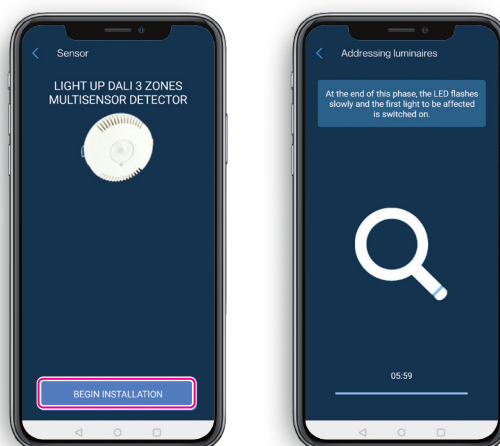 Sensor
LIGHT UP DALI 3 ZONES
MULTISENSOR DETECTOR
BEGIN INSTALLATION
Addressing luminaires
At the end of this phase, the LED flashes
slowly and the first light to be affected
is switched on.
05:59